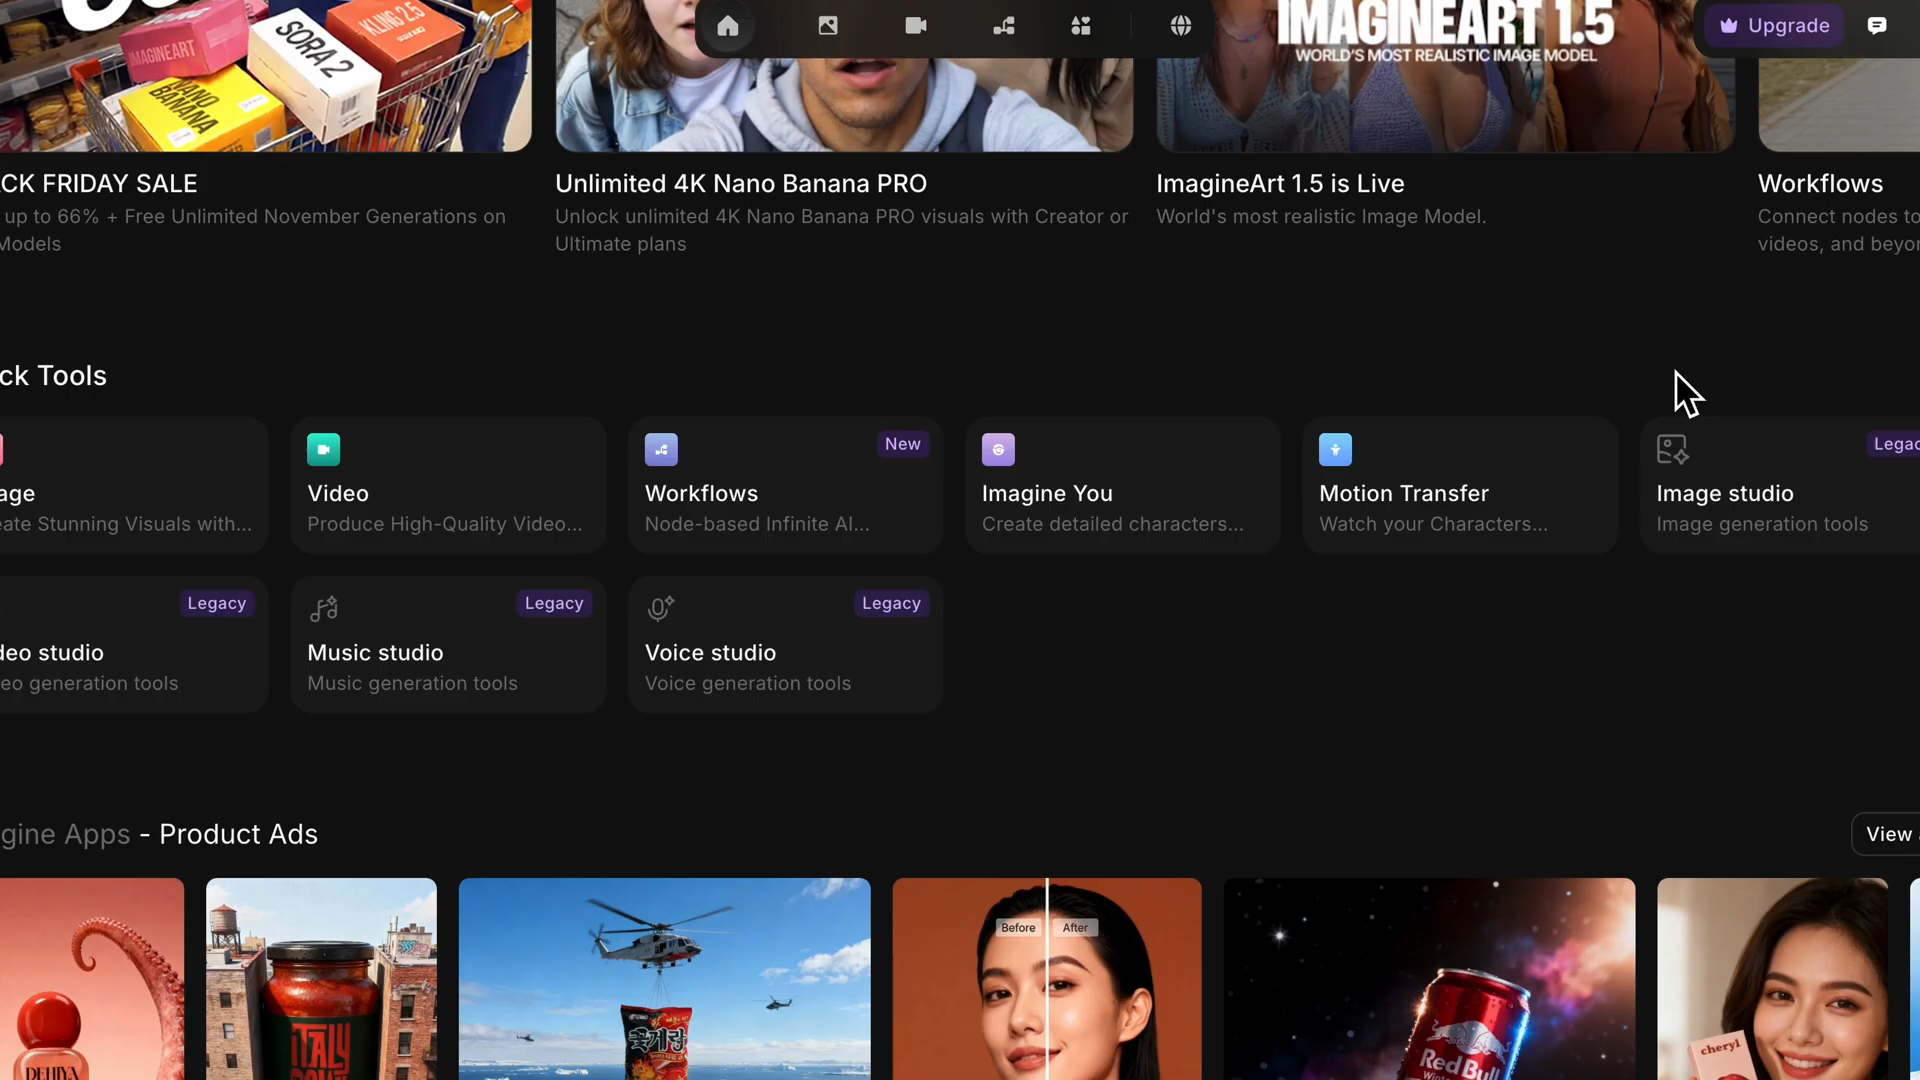 IMAGINEART
SORA 2
KLING 2.5
NANO
BANANA
IMAGINEART 1.5
WORLD'S MOST REALISTIC IMAGE MODEL
Upgrade
CK FRIDAY SALE
up to 66% + Free Unlimited November Generations on
Models
Unlimited 4K Nano Banana PRO
Unlock unlimited 4K Nano Banana PRO visuals with Creator or
Ultimate plans
ImagineArt 1.5 is Live
World's most realistic Image Model.
Workflows
Connect nodes to
videos, and beyon
ck Tools
age
eate Stunning Visuals with...
Video
Produce High-Quality Video...
New
Workflows
Node-based Infinite AI...
Imagine You
Create detailed characters...
Motion Transfer
Watch your Characters...
Legac
Image studio
Image generation tools
Legacy
deo studio
eo generation tools
Legacy
Music studio
Music generation tools
Legacy
Voice studio
Voice generation tools
gine Apps - Product Ads
View
ITALY
꽃게랑
Before
After
Red Bull
cheryl